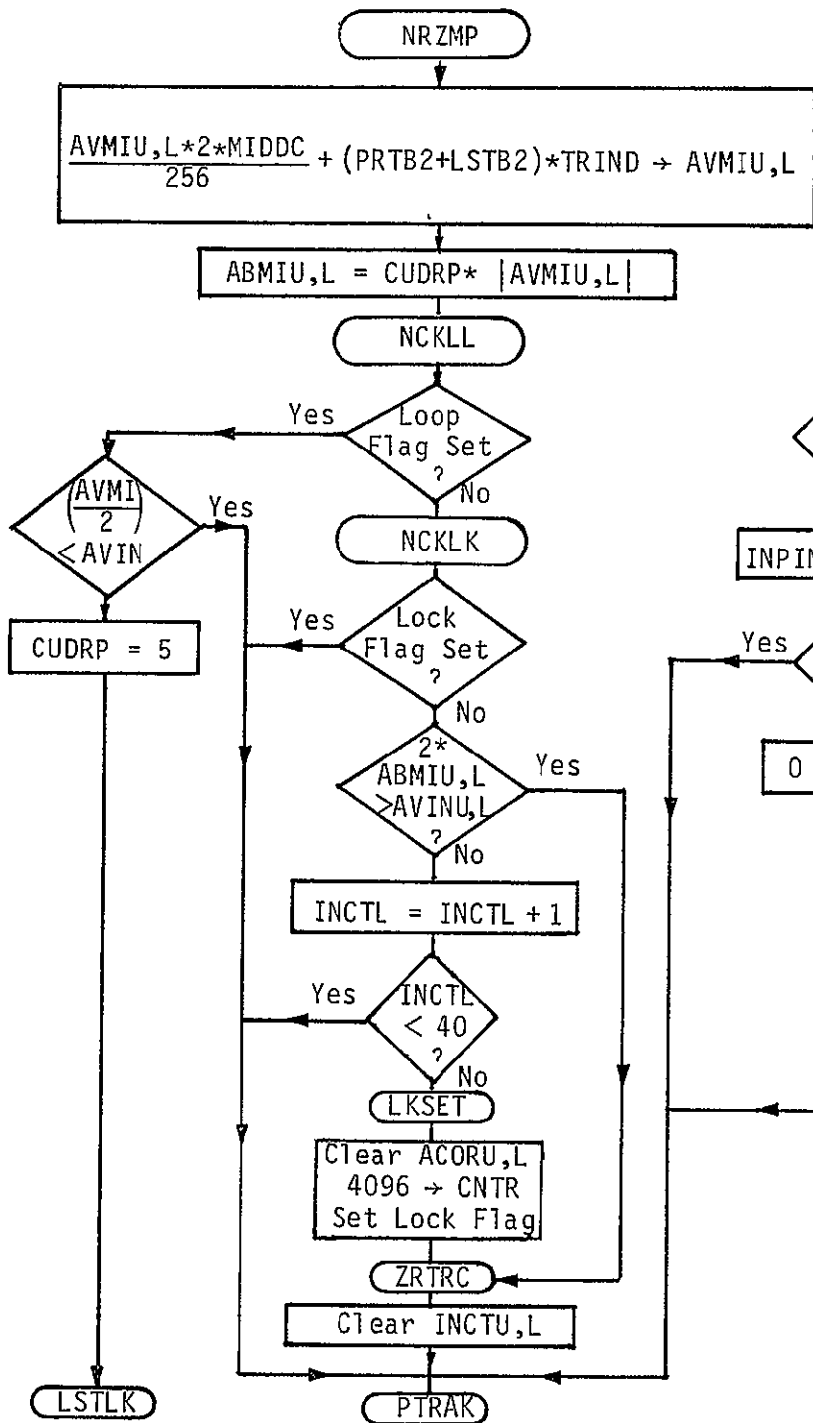 NRZMP
AVMIU,L*2*MIDDC
256
+ (PRTB2+LSTB2)*TRIND → AVMIU,L
ABMIU,L = CUDRP* |AVMIU,L|
NCKLL
Loop
Flag Set
?
Yes
No
(AVMI
2)
<AVIN
Yes
CUDRP = 5
NCKLK
Lock
Flag Set
?
Yes
No
2*
ABMIU,L
>AVINU,L
?
Yes
No
INCTL = INCTL + 1
INCTL
< 40
?
Yes
No
LKSET
Clear ACORU,L
4096 → CNTR
Set Lock Flag
ZRTRC
Clear INCTU,L
LSTLK
PTRAK
INPIN
Yes
0